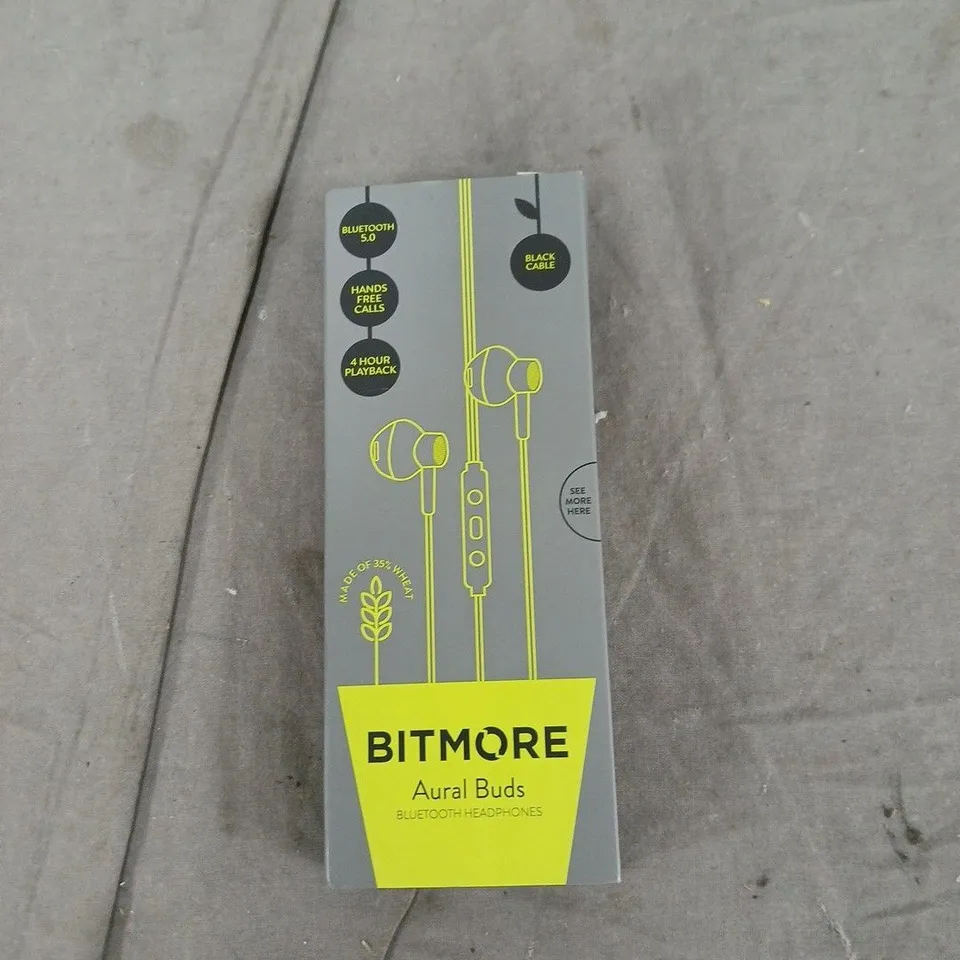 BLUETOOTH
5.0
HANDS
FREE
CALLS
4 HOUR
PLAYBACK
BLACK
CABLE
SEE
MORE
HERE
MADE OF 35% WHEAT
BITMORE
Aural Buds
BLUETOOTH HEADPHONES